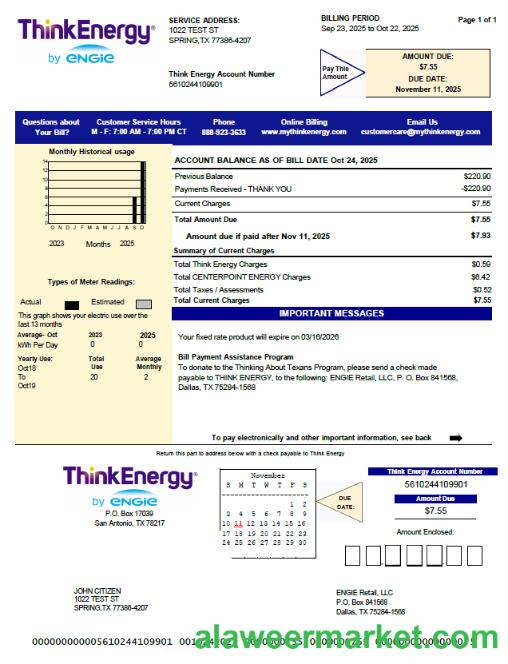 ThinkEnergy®
by ENGIE
SERVICE ADDRESS:
1022 TEST ST
SPRING,TX 77386-4207
BILLING PERIOD
Sep 23, 2025 to Oct 22, 2025
Page 1 of 1
Think Energy Account Number
5610244109901
Pay This
Amount
AMOUNT DUE:
$7.55
DUE DATE:
November 11, 2025
Questions about
Your Bill?
Customer Service Hours
M - F: 7:00 AM - 7:00 PM CT
Phone
888-923-3633
Online Billing
www.mythinkenergy.com
Email Us
customercare@mythinkenergy.com
Monthly Historical usage
14
12
10
8
6
4
2
0
O N D J F M A M J J A S O
2023 Months 2025
Types of Meter Readings:
Actual Estimated
This graph shows your electric use over the
last 13 months
Average- Oct 2023 2025
kWh Per Day 0 0
Yearly Use: Total Average
Oct18 Use Monthly
To 20 2
Oct19
ACCOUNT BALANCE AS OF BILL DATE Oct 24, 2025
Previous Balance $220.90
Payments Received - THANK YOU -$220.90
Current Charges $7.55
Total Amount Due $7.55
Amount due if paid after Nov 11, 2025 $7.93
Summary of Current Charges
Total Think Energy Charges $0.59
Total CENTERPOINT ENERGY Charges $6.42
Total Taxes / Assessments $0.52
Total Current Charges $7.55
IMPORTANT MESSAGES
Your fixed rate product will expire on 03/16/2026
Bill Payment Assistance Program
To donate to the Thinking About Texans Program, please send a check made
payable to THINK ENERGY, to the following: ENGIE Retail, LLC, P. O. Box 841568,
Dallas, TX 75284-1568
To pay electronically and other important information, see back
Return this part to address below with a check payable to Think Energy
ThinkEnergy®
by ENGIE
P.O. Box 17039
San Antonio, TX 78217
November
S M T W T F S
1 2
3 4 5 6 7 8 9
10 11 12 13 14 15 16
17 18 19 20 21 22 23
24 25 26 27 28 29 30
DUE
DATE:
Think Energy Account Number
5610244109901
Amount Due
$7.55
Amount Enclosed:
JOHN CITIZEN
1022 TEST ST
SPRING,TX 77386-4207
ENGIE Retail, LLC
P.O. Box 841568
Dallas, TX 75284-1568
alaweermarket.com